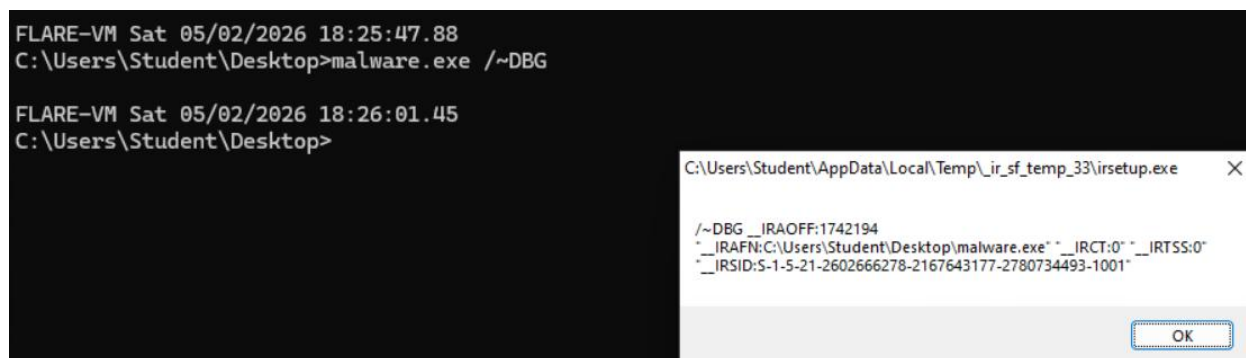 FLARE-VM Sat 05/02/2026 18:25:47.88
C:\Users\Student\Desktop>malware.exe /~DBG
FLARE-VM Sat 05/02/2026 18:26:01.45
C:\Users\Student\Desktop>
C:\Users\Student\AppData\Local\Temp\_ir_sf_temp_33\irsetup.exe
/~DBG __IRAOFF:1742194
"__IRAFN:C:\Users\Student\Desktop\malware.exe" "__IRCT:0" "__IRTSS:0"
"__IRSID:S-1-5-21-2602666278-2167643177-2780734493-1001"
OK